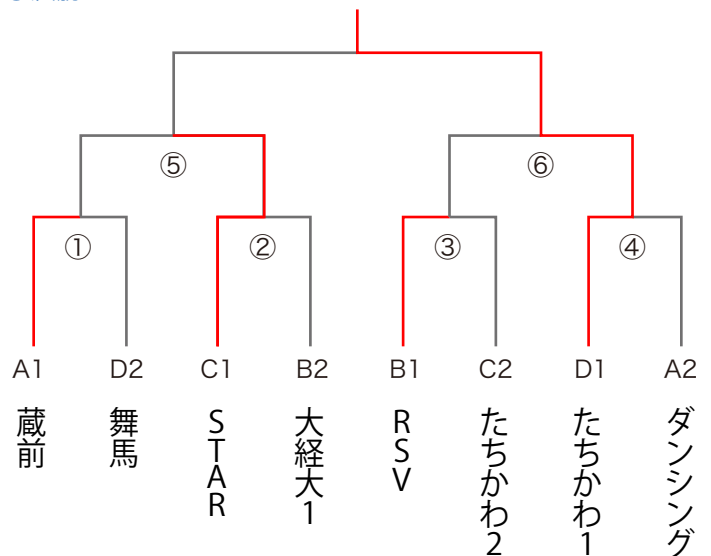 ⑤
⑥
①
②
③
④
A1
D2
C1
B2
B1
C2
D1
A2
蔵前
舞馬
STAR
大経大1
RSV
たちかわ2
たちかわ1
ダンシング